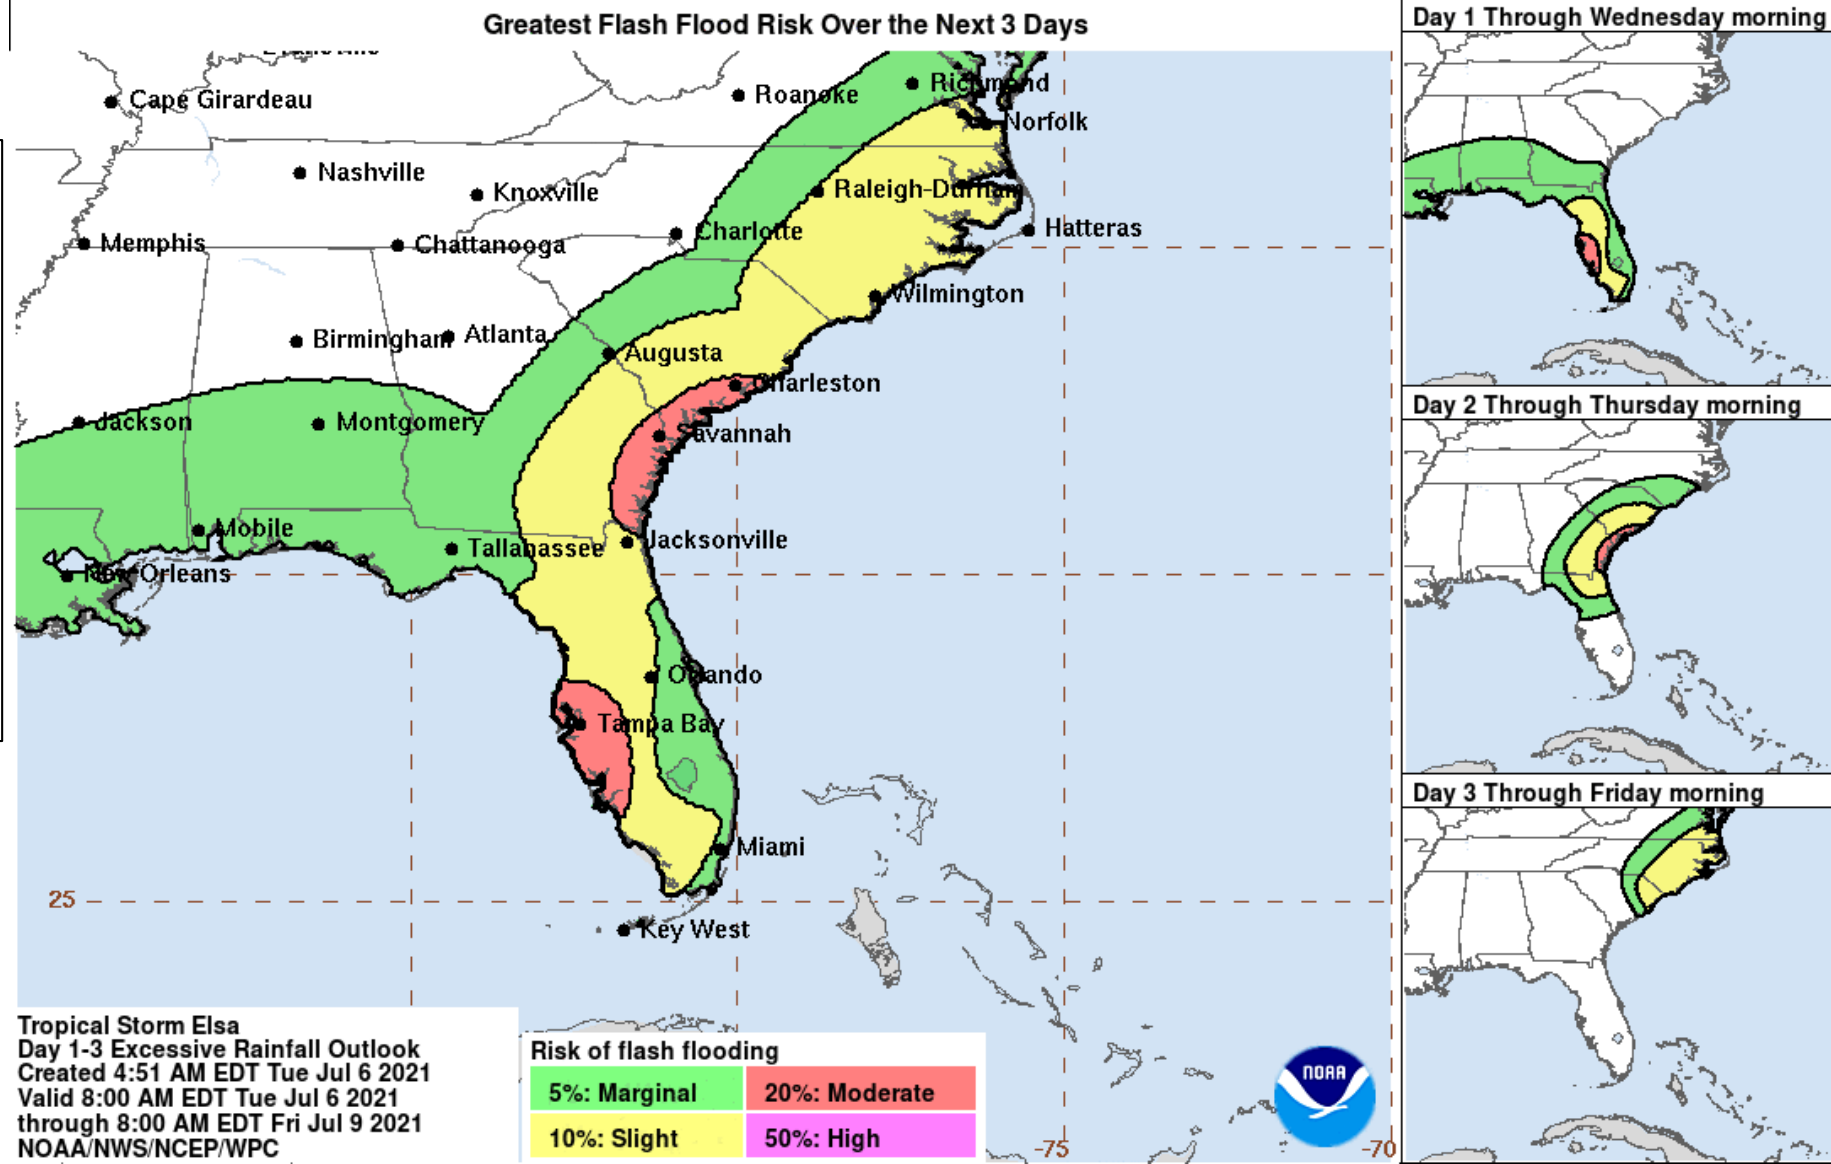 Greatest Flash Flood Risk Over the Next 3 Days
Cape Girardeau
Roanoke
Richmond
Norfolk
Nashville
Knoxville
Raleigh-Durham
Memphis
Chattanooga
Charlotte
Hatteras
Wilmington
Birmingham
Atlanta
Augusta
Charleston
Jackson
Montgomery
Savannah
Mobile
Tallahassee
Jacksonville
New Orleans
Orlando
Tampa Bay
Miami
25
Key West
-75
-70
Tropical Storm Elsa
Day 1-3 Excessive Rainfall Outlook
Created 4:51 AM EDT Tue Jul 6 2021
Valid 8:00 AM EDT Tue Jul 6 2021
through 8:00 AM EDT Fri Jul 9 2021
NOAA/NWS/NCEP/WPC
Risk of flash flooding
5%: Marginal
20%: Moderate
10%: Slight
50%: High
NOAA
Day 1 Through Wednesday morning
Day 2 Through Thursday morning
Day 3 Through Friday morning